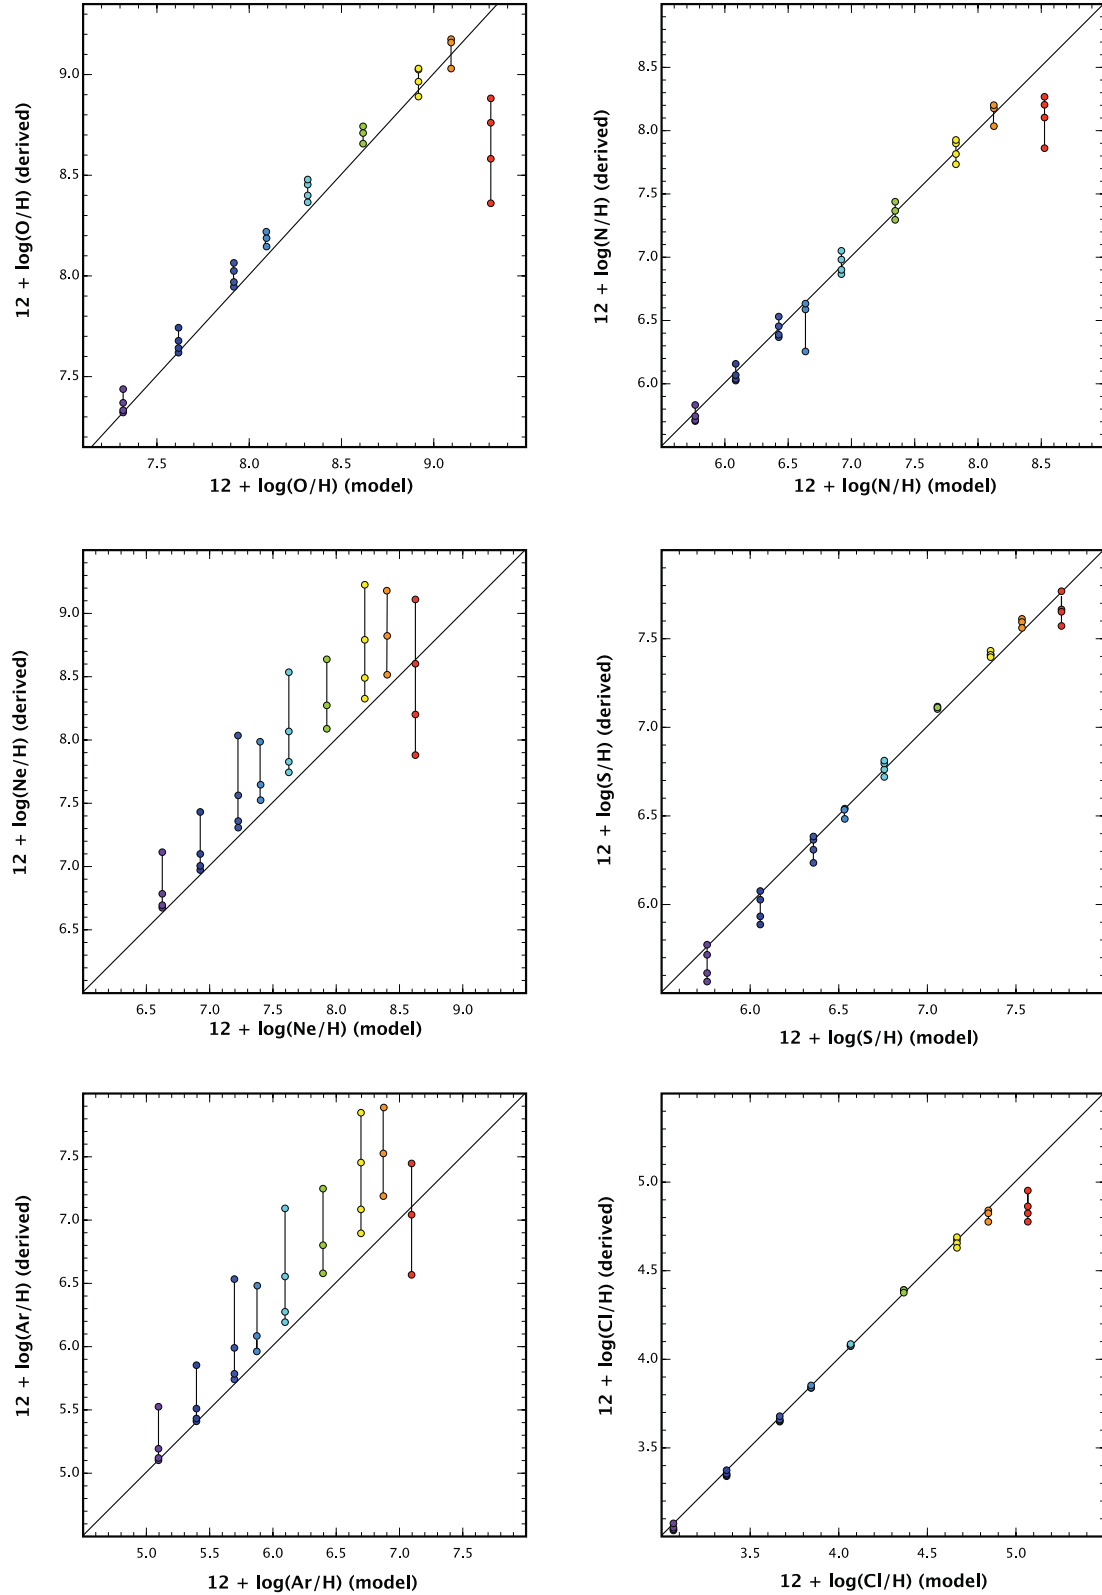 9.0
8.5
8.0
7.5
12 + log(O/H) (derived)
7.5 8.0 8.5 9.0
12 + log(O/H) (model)
8.5
8.0
7.5
7.0
6.5
6.0
12 + log(N/H) (derived)
6.0 6.5 7.0 7.5 8.0 8.5
12 + log(N/H) (model)
9.0
8.5
8.0
7.5
7.0
6.5
12 + log(Ne/H) (derived)
6.5 7.0 7.5 8.0 8.5 9.0
12 + log(Ne/H) (model)
7.5
7.0
6.5
6.0
12 + log(S/H) (derived)
6.0 6.5 7.0 7.5
12 + log(S/H) (model)
7.5
7.0
6.5
6.0
5.5
5.0
12 + log(Ar/H) (derived)
5.0 5.5 6.0 6.5 7.0 7.5
12 + log(Ar/H) (model)
5.0
4.5
4.0
3.5
12 + log(Cl/H) (derived)
3.5 4.0 4.5 5.0
12 + log(Cl/H) (model)